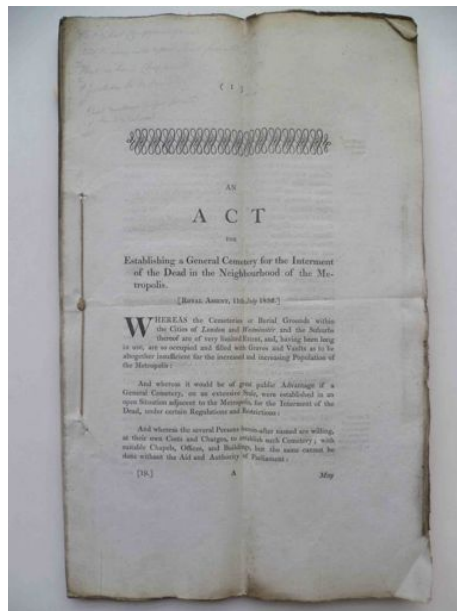 ( 1 )
AN
ACT
FOR
Establishing a General Cemetery for the Interment
of the Dead in the Neighbourhood of the Me-
tropolis.
[ROYAL ASSENT, 11th July 1832.]
WHEREAS the Cemeteries or Burial Grounds within
the Cities of London and Westminster and the Suburbs
thereof are of very limited Extent, and, having been long
in use, are so occupied and filled with Graves and Vaults as to be
altogether insufficient for the increased and increasing Population of
the Metropolis:
And whereas it would be of great public Advantage if a
General Cemetery, on an extensive Scale, were established in an
open Situation adjacent to the Metropolis, for the Interment of the
Dead, under certain Regulations and Restrictions:
And whereas the several Persons herein-after named are willing,
at their own Costs and Charges, to establish such Cemetery; with
suitable Chapels, Offices, and Buildings, but the same cannot be
done without the Aid and Authority of Parliament:
A
May